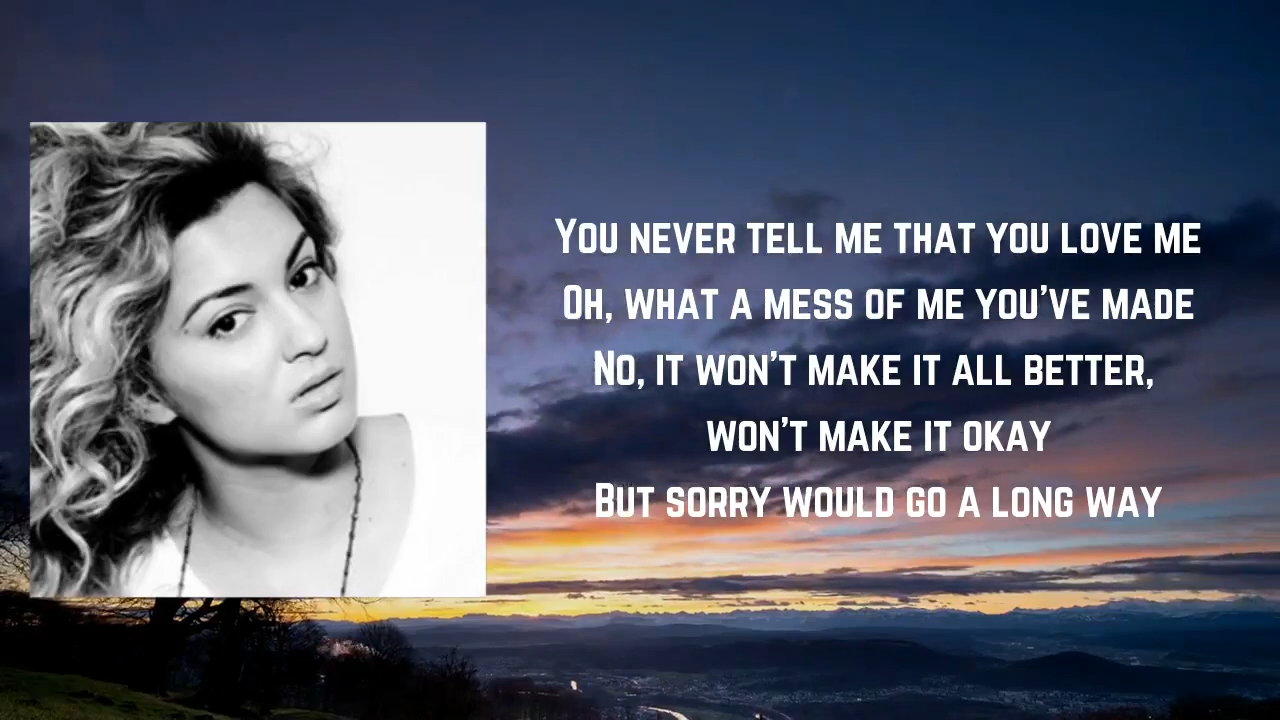 You never tell me that you love me
Oh, what a mess of me you've made
No, it won't make it all better,
won't make it okay
But sorry would go a long way